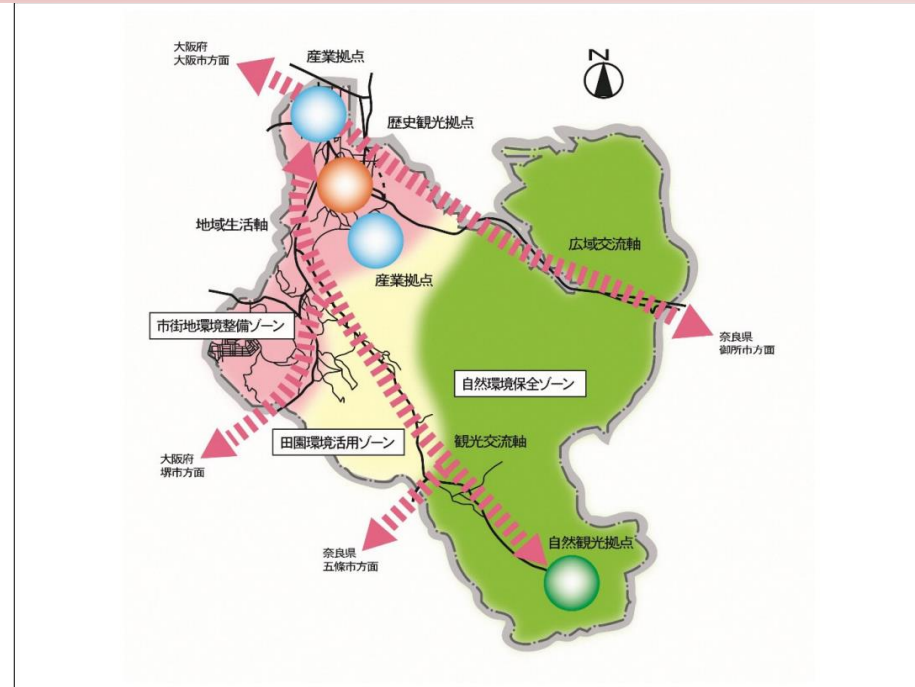 大阪府
大阪市方面
産業拠点
N
歴史観光拠点
地域生活軸
広域交流軸
産業拠点
市街地環境整備ゾーン
奈良県
御所市方面
自然環境保全ゾーン
田園環境活用ゾーン
観光交流軸
大阪府
堺市方面
奈良県
五條市方面
自然観光拠点